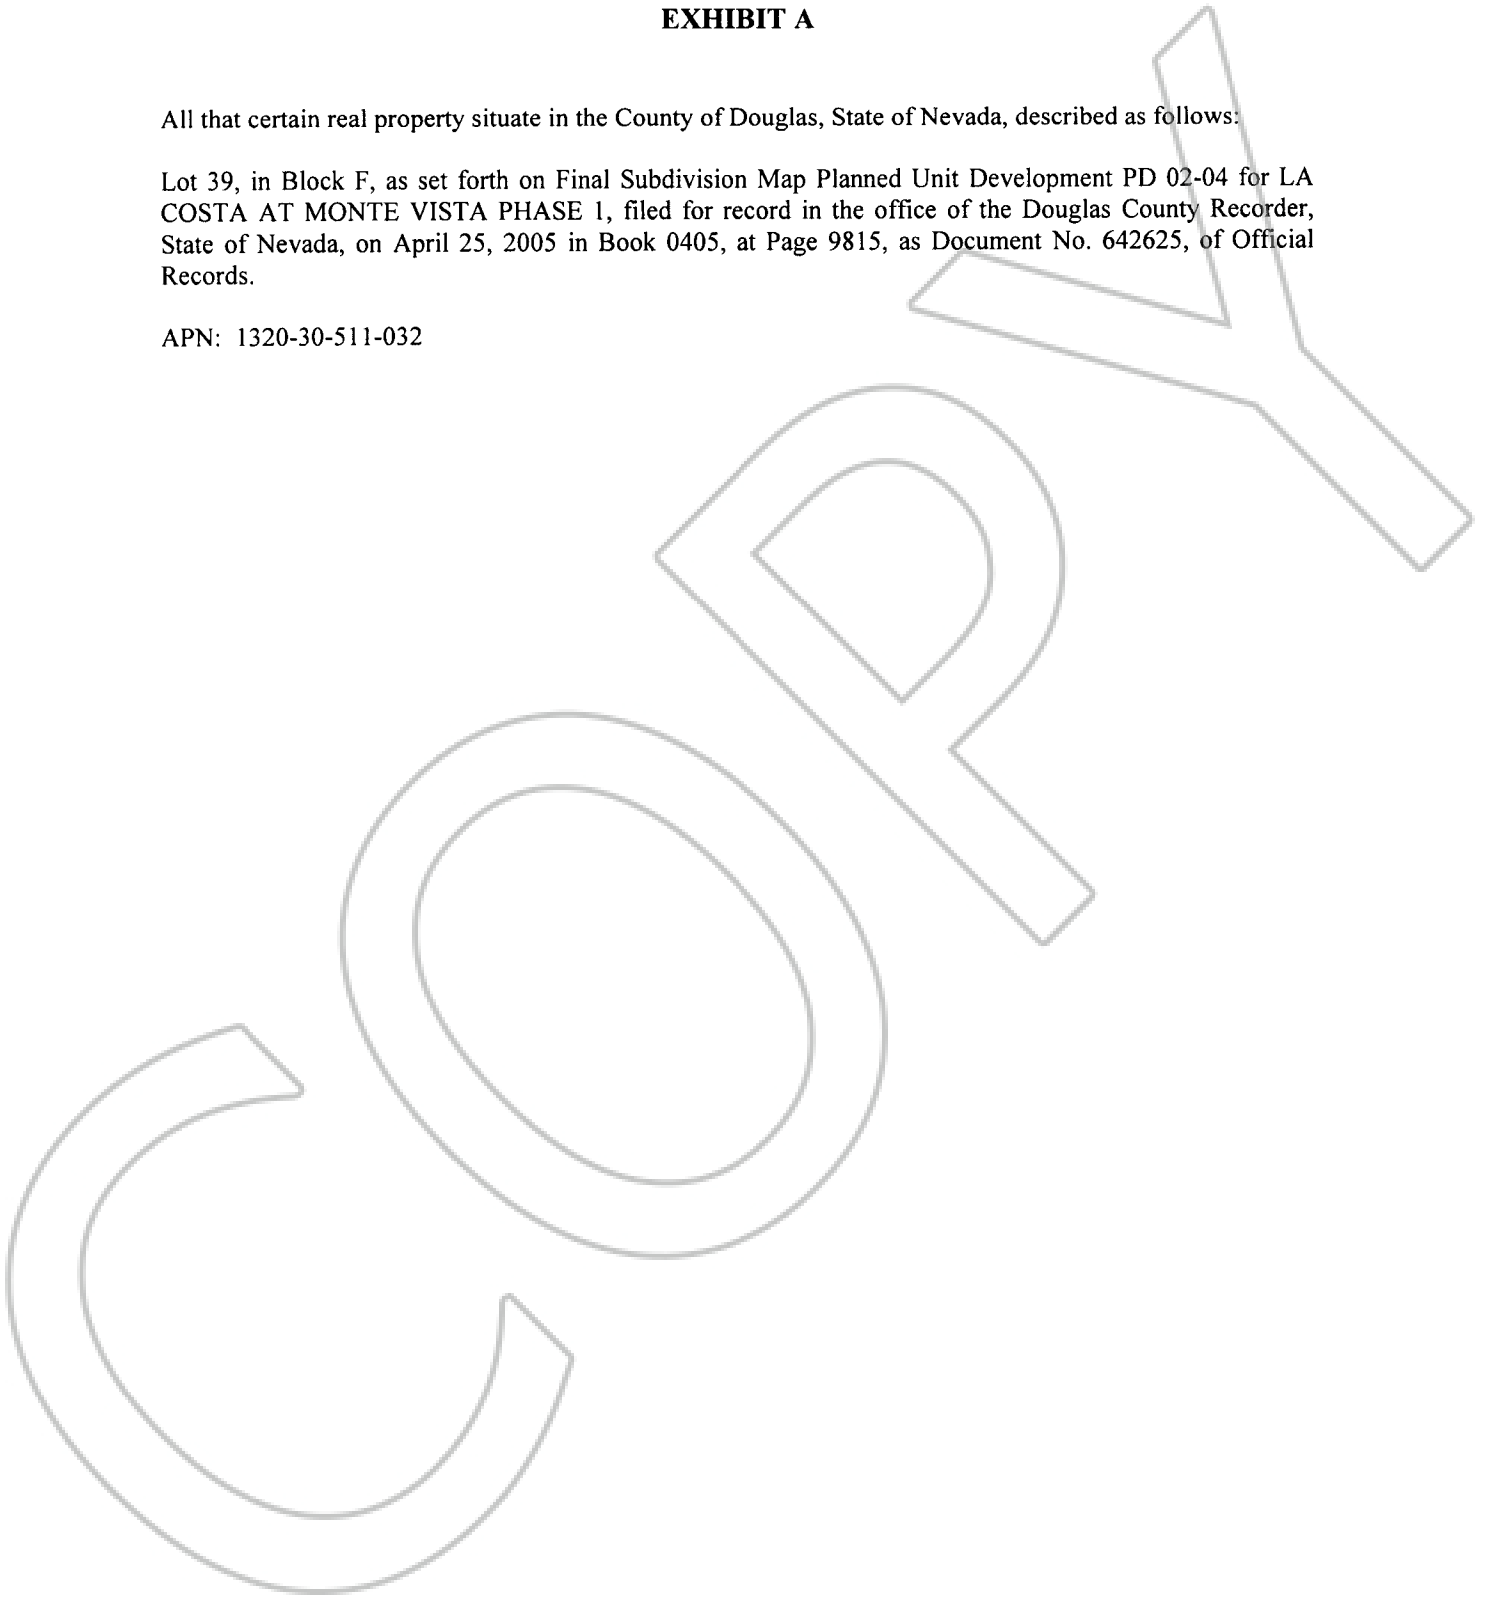 EXHIBIT A
All that certain real property situate in the County of Douglas, State of Nevada, described as follows:
Lot 39, in Block F, as set forth on Final Subdivision Map Planned Unit Development PD 02-04 for LA
COSTA AT MONTE VISTA PHASE 1, filed for record in the office of the Douglas County Recorder,
State of Nevada, on April 25, 2005 in Book 0405, at Page 9815, as Document No. 642625, of Official
Records.
APN: 1320-30-511-032
COPY